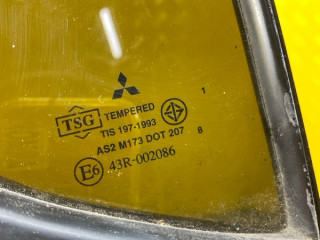 TSG TEMPERED 1
TIS 197-1993
AS2 M173 DOT 207 8
E6 43R-002086